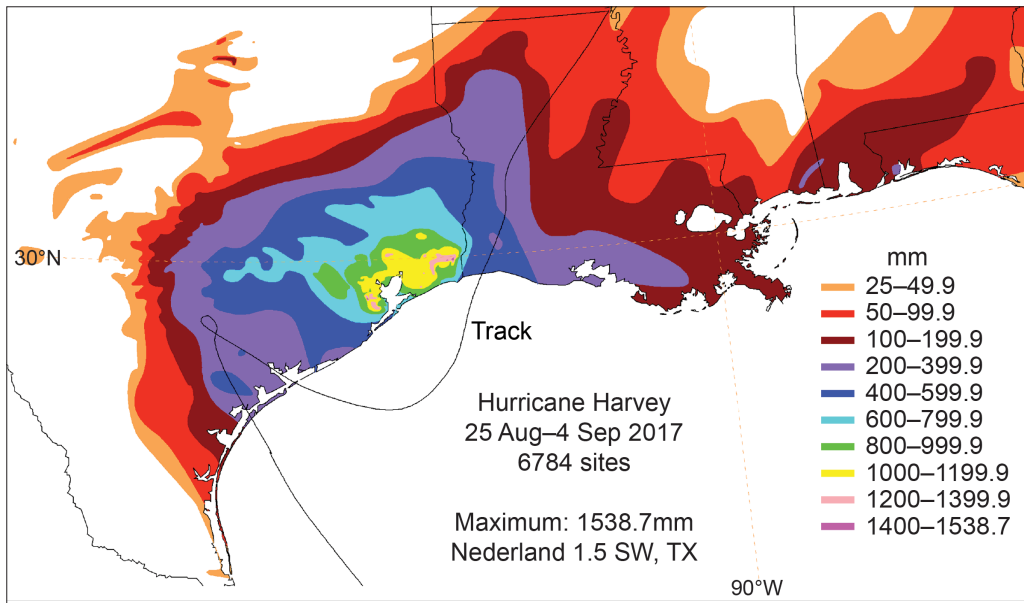 30°N
Track
Hurricane Harvey
25 Aug–4 Sep 2017
6784 sites
Maximum: 1538.7mm
Nederland 1.5 SW, TX
90°W
mm
25–49.9
50–99.9
100–199.9
200–399.9
400–599.9
600–799.9
800–999.9
1000–1199.9
1200–1399.9
1400–1538.7